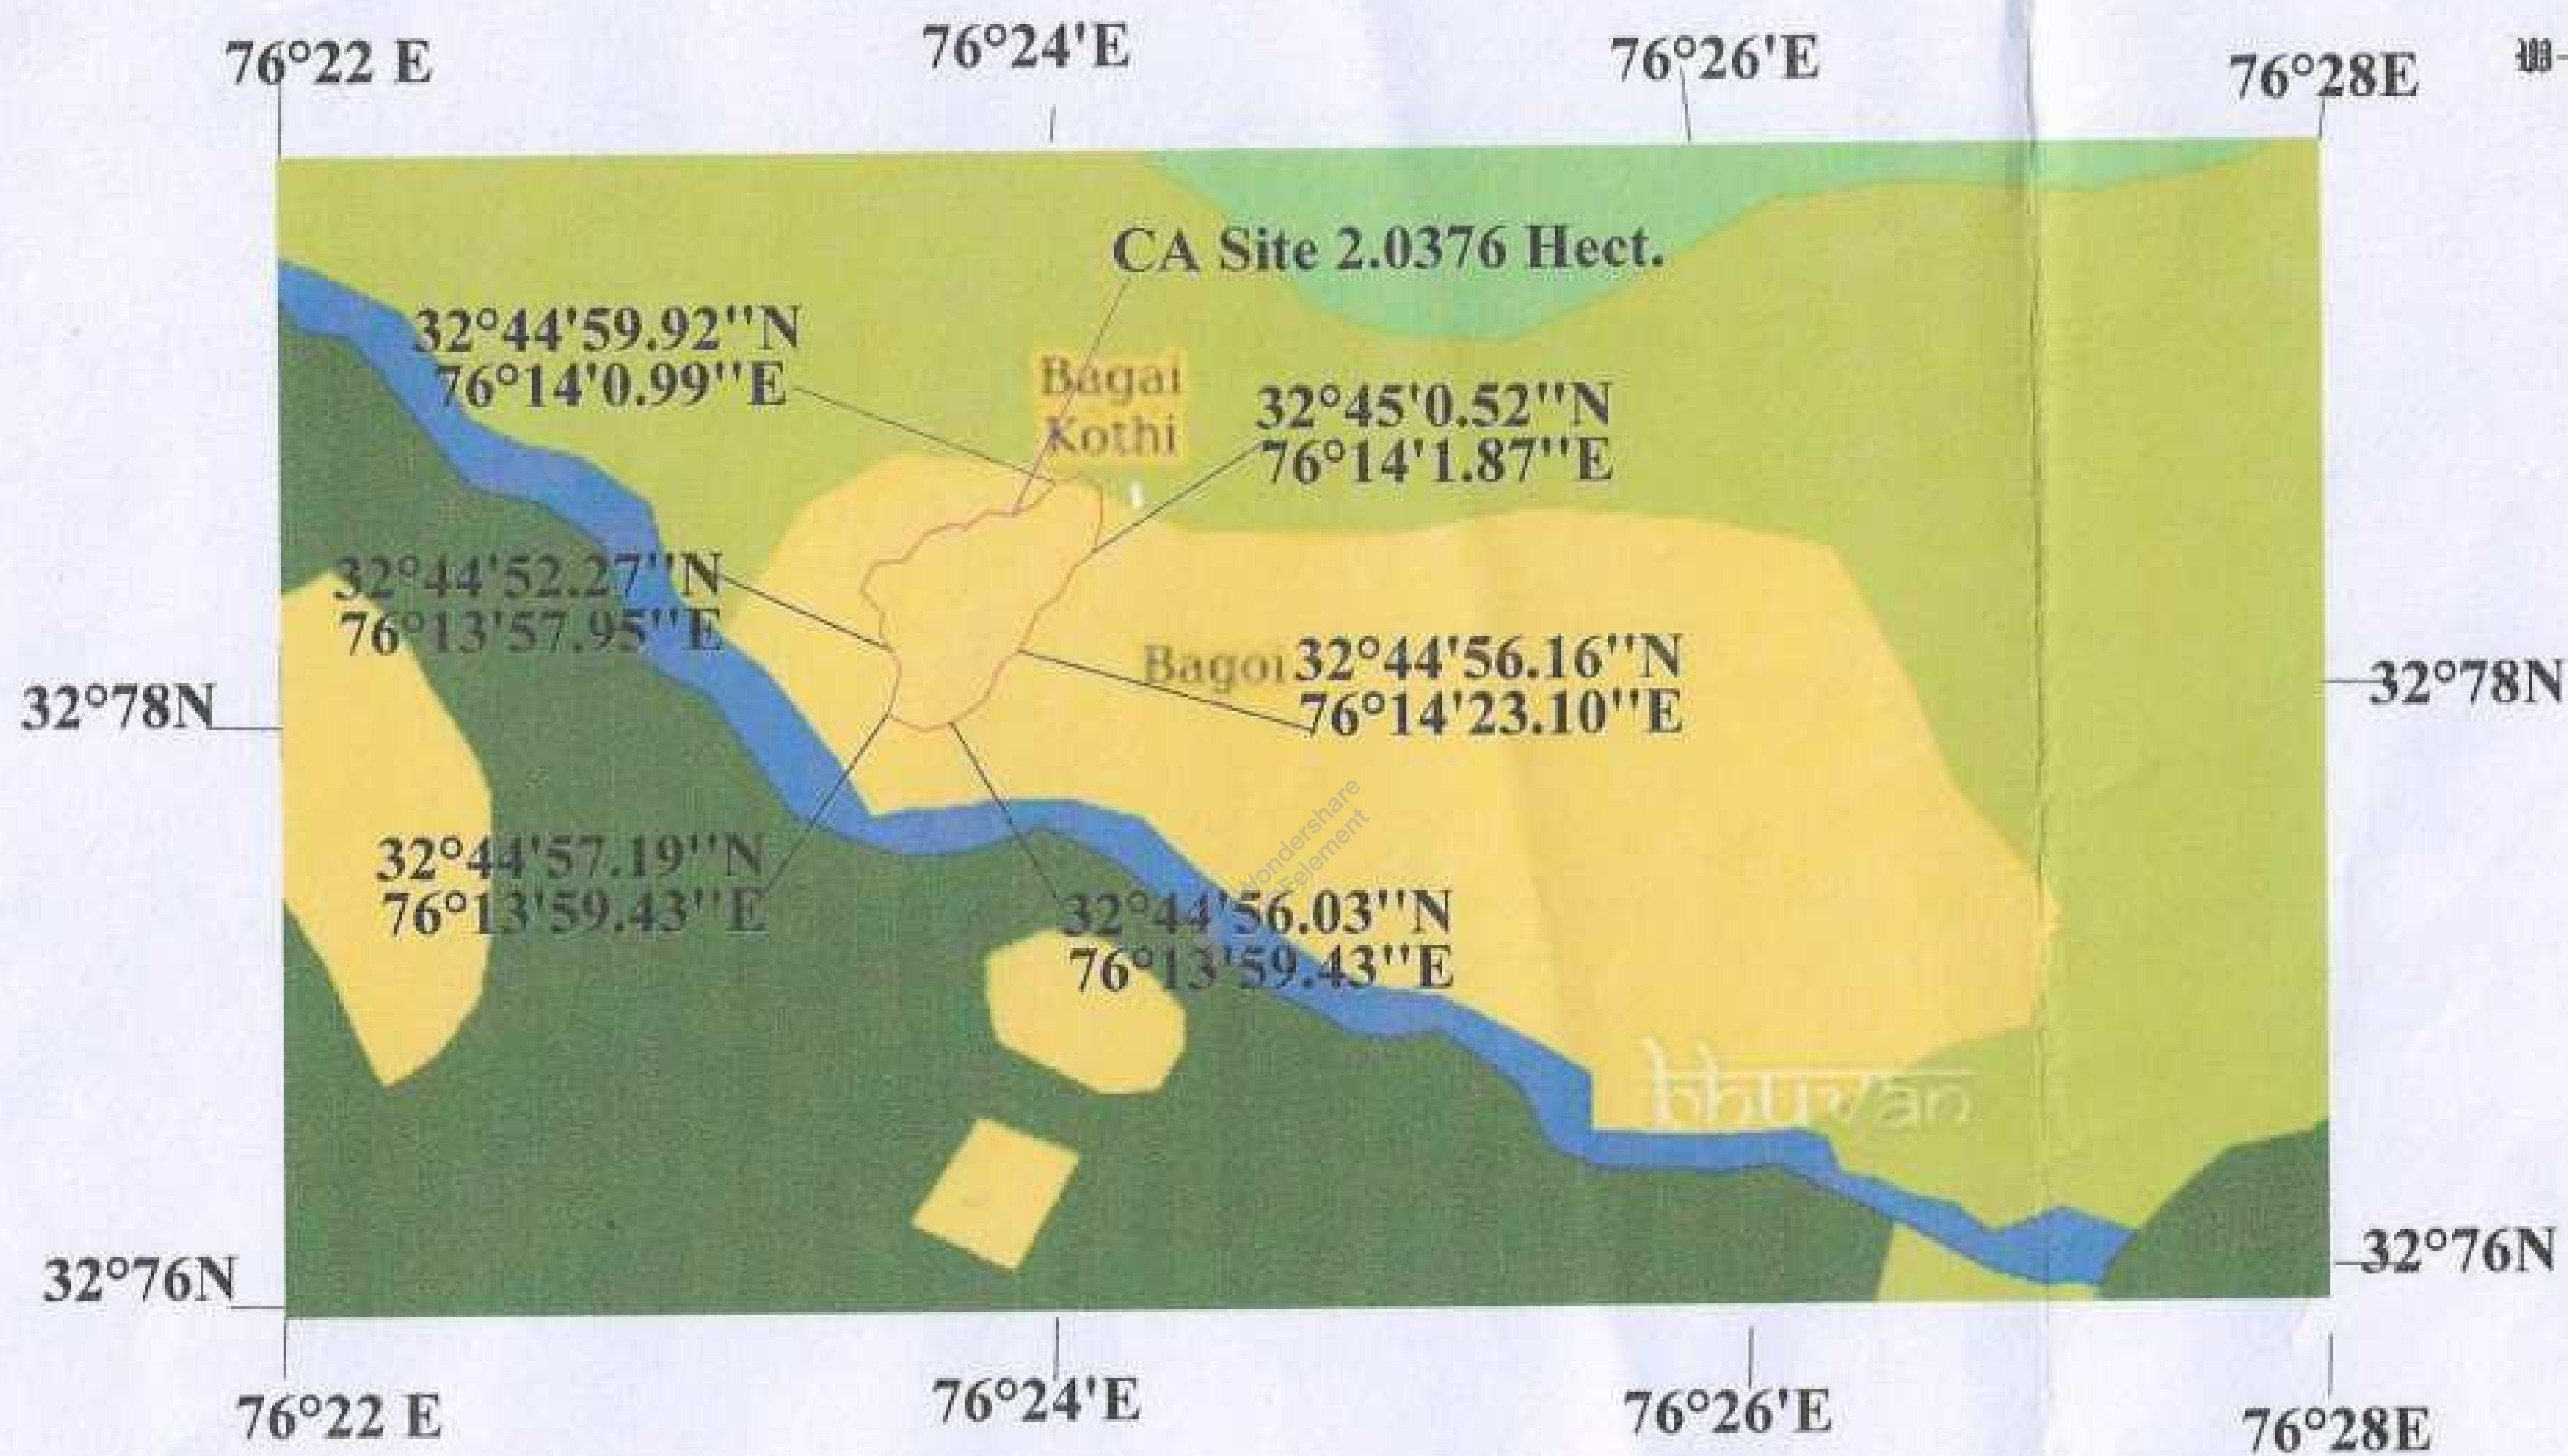 76°22 E
76°24'E
76°26'E
76°28E
CA Site 2.0376 Hect.
32°44'59.92"N
76°14'0.99"E
Bagai
Kothi
32°45'0.52"N
76°14'1.87"E
32°44'52.27"N
76°13'57.95"E
Bagoi
32°44'56.16"N
76°14'23.10"E
32°78N
32°78N
32°44'57.19"N
76°13'59.43"E
Wondershare
element
32°44'56.03"N
76°13'59.43"E
bhuvan
32°76N
32°76N
76°22 E
76°24'E
76°26'E
76°28E